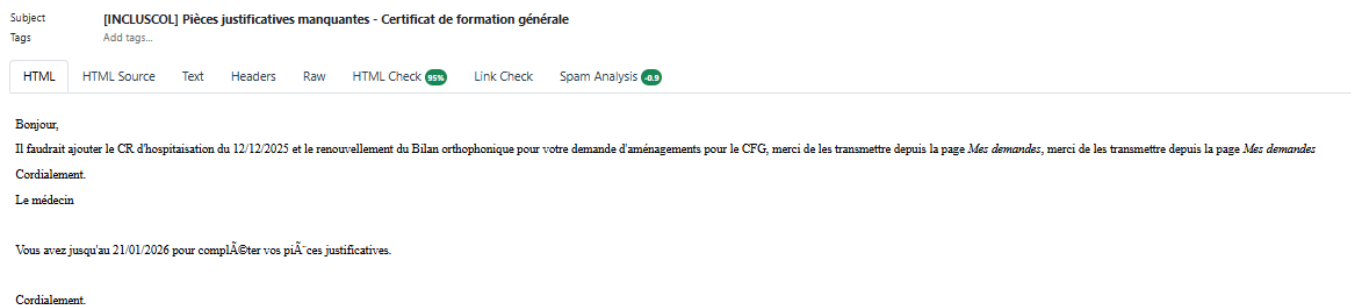 Subject [INCLUSCOL] Pièces justificatives manquantes - Certificat de formation générale
Tags Add tags...
HTML HTML Source Text Headers Raw HTML Check 95% Link Check Spam Analysis -0.9
Bonjour,
Il faudrait ajouter le CR d'hospitaisation du 12/12/2025 et le renouvellement du Bilan orthophonique pour votre demande d'aménagements pour le CFG, merci de les transmettre depuis la page Mes demandes, merci de les transmettre depuis la page Mes demandes
Cordialement.
Le médecin
Vous avez jusqu'au 21/01/2026 pour complÃ©ter vos piÃ¨ces justificatives.
Cordialement.